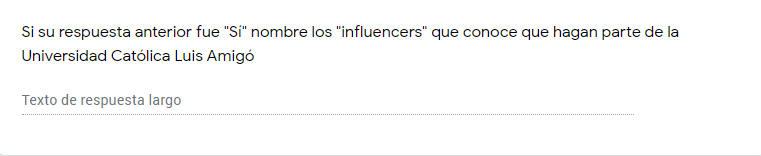 Si su respuesta anterior fue "Sí" nombre los "influencers" que conoce que hagan parte de la
Universidad Católica Luis Amigó
Texto de respuesta largo